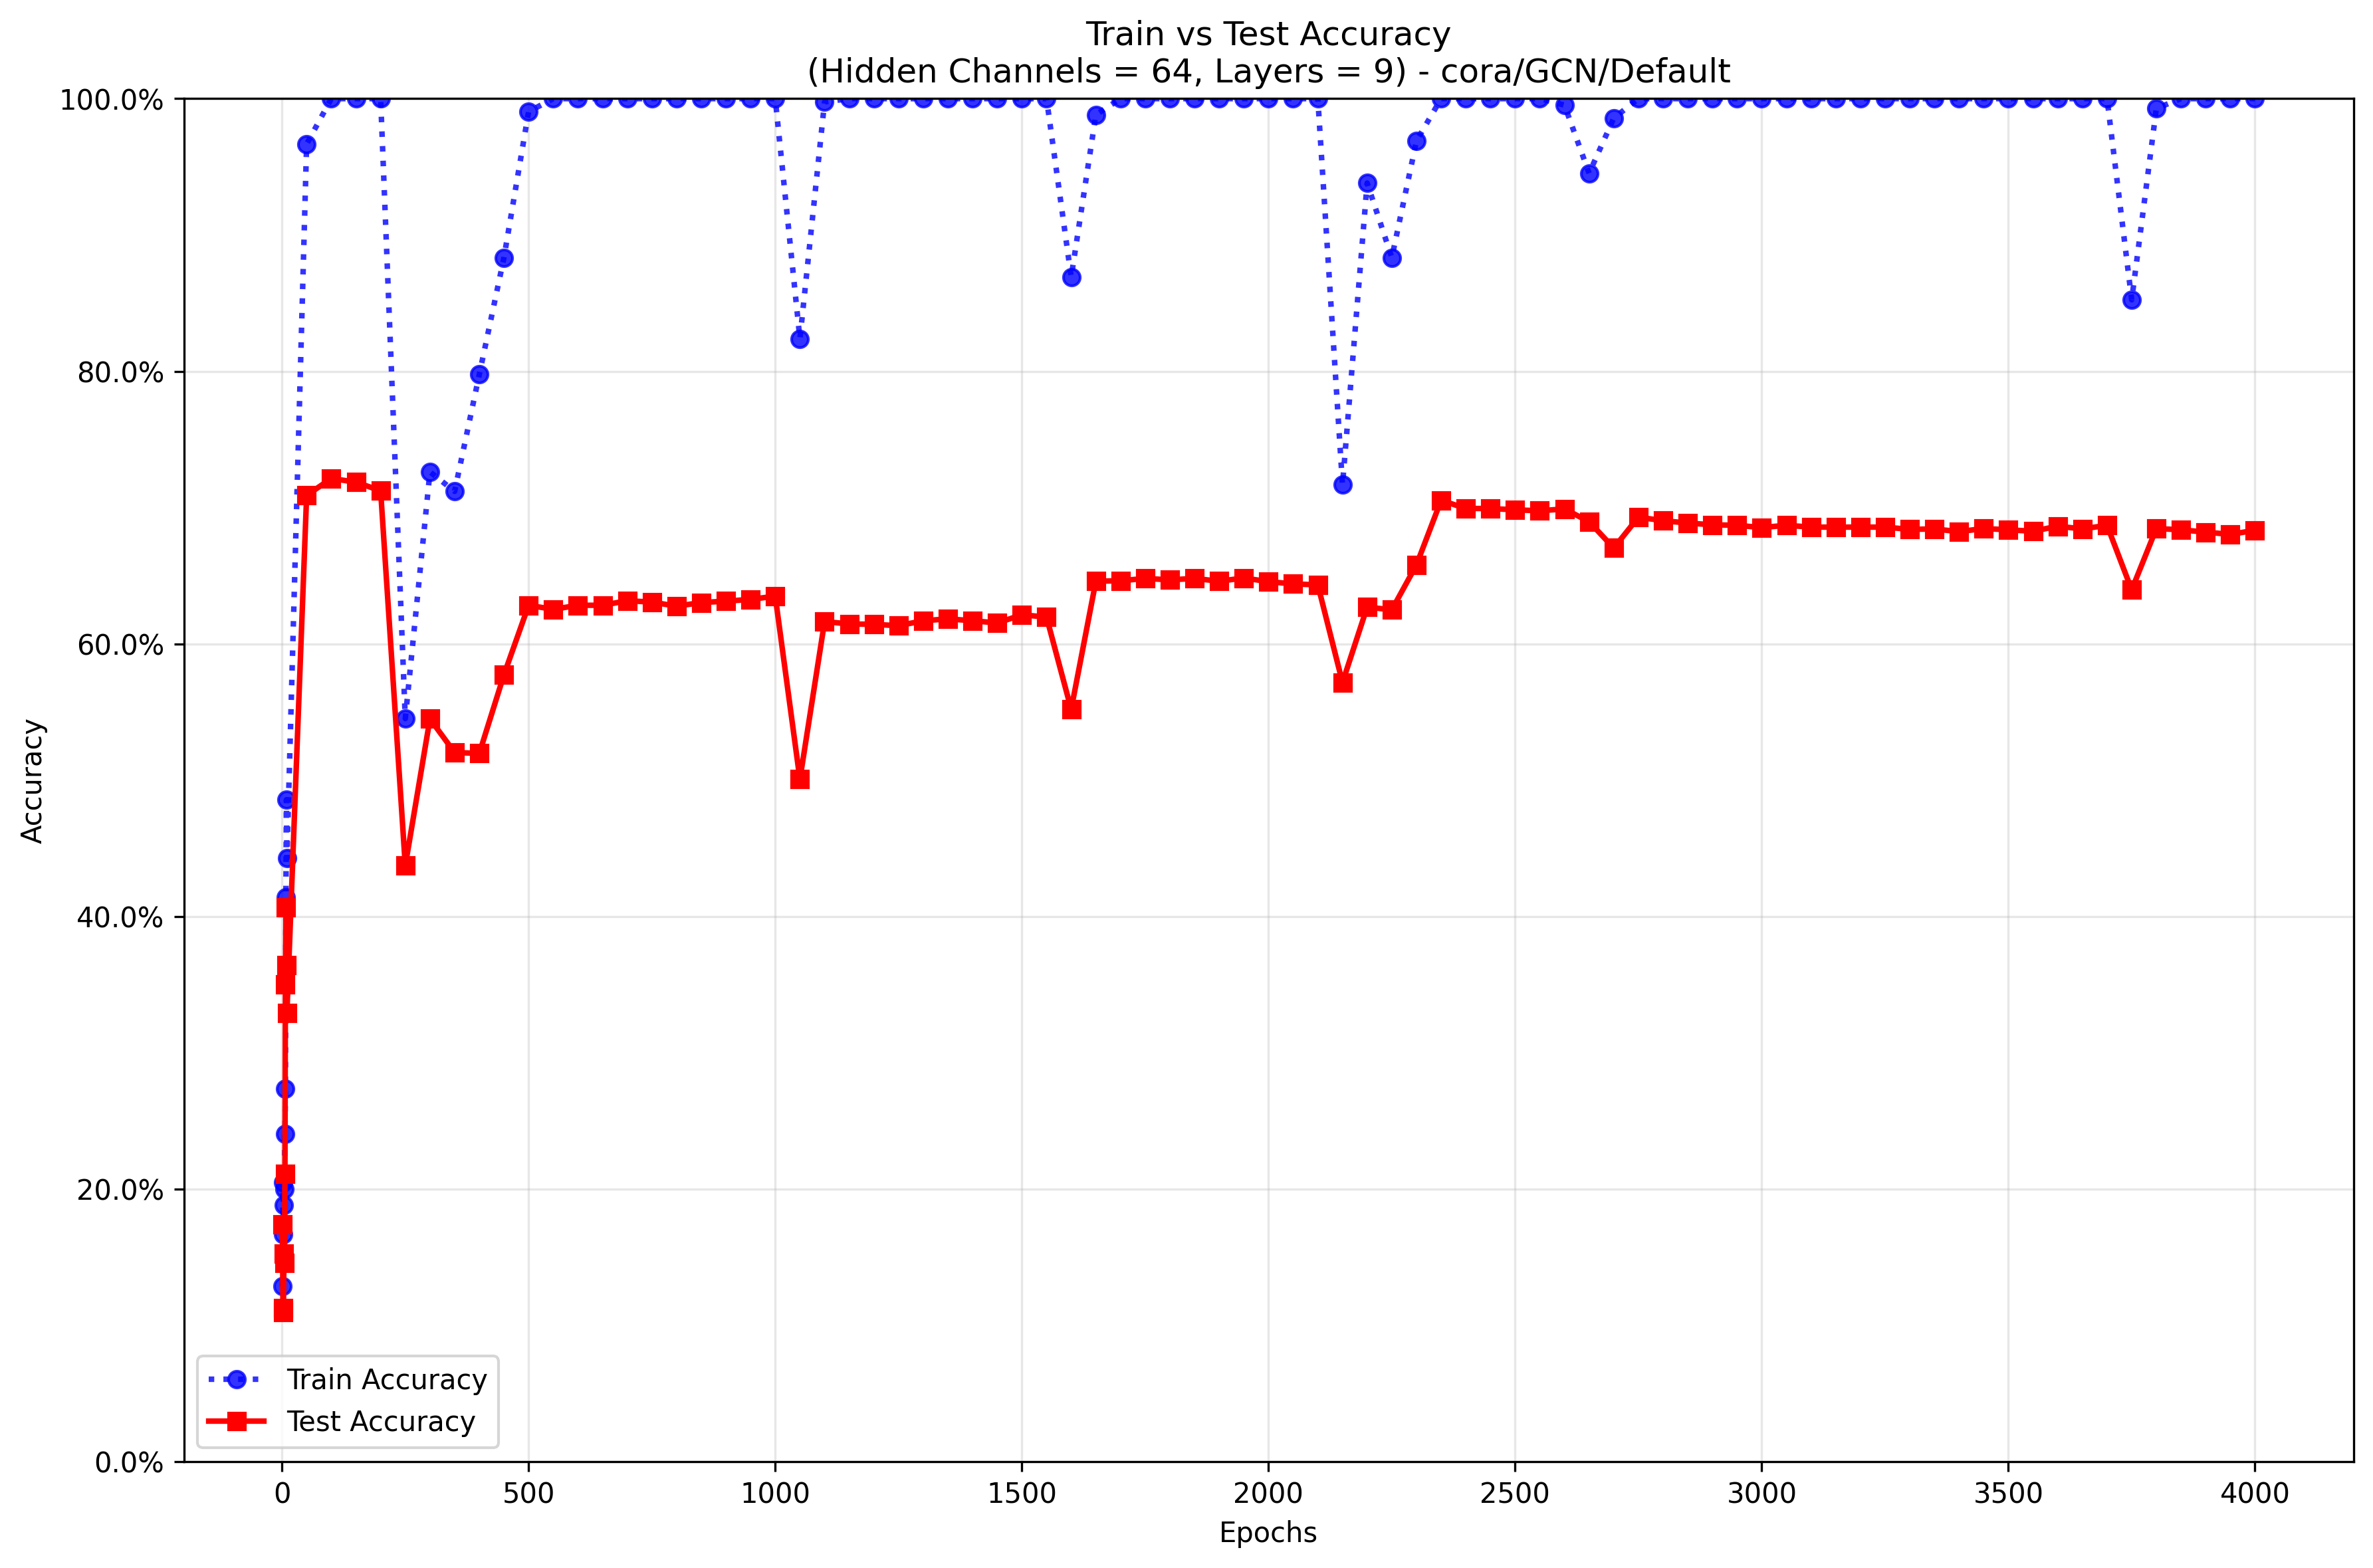 Train vs Test Accuracy
(Hidden Channels = 64, Layers = 9) - cora/GCN/Default
100.0%
80.0%
60.0%
40.0%
20.0%
0.0%
Accuracy
Train Accuracy
Test Accuracy
0 500 1000 1500 2000 2500 3000 3500 4000
Epochs